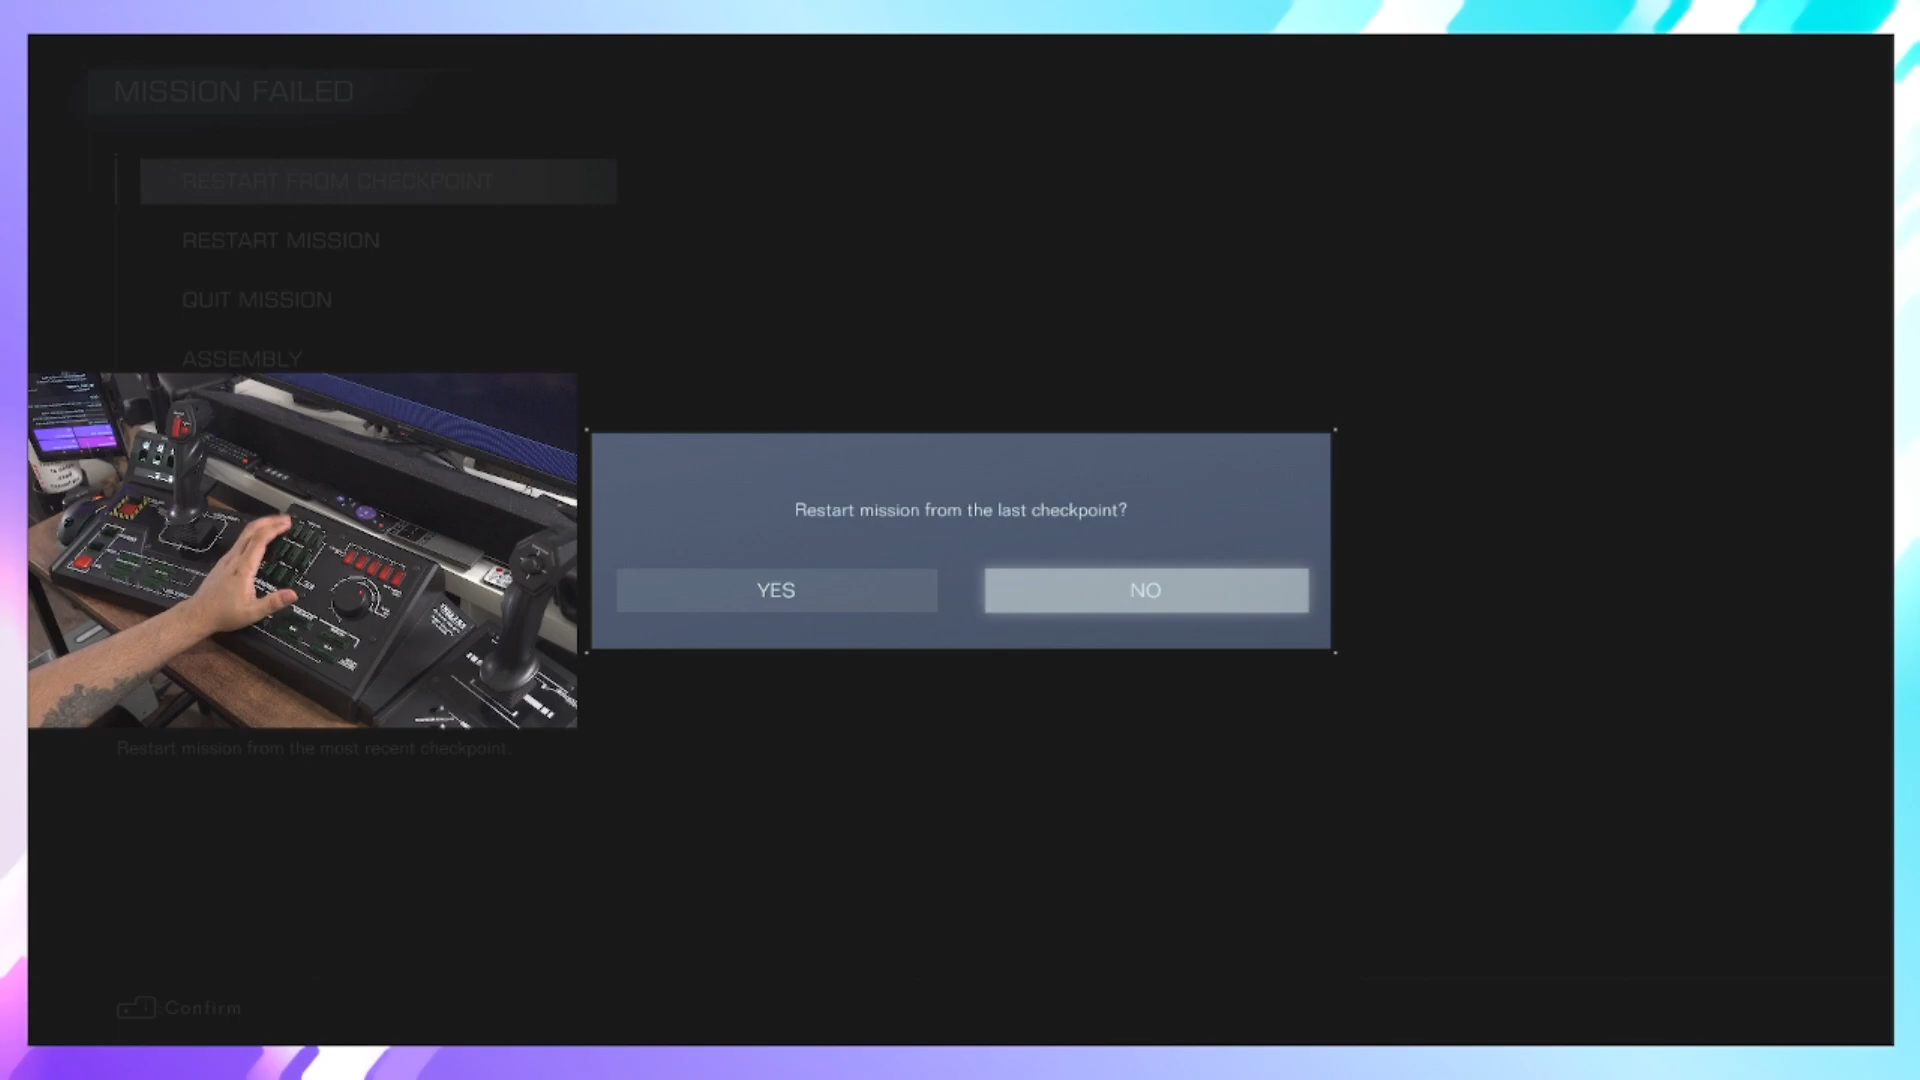 MISSION FAILED
RESTART FROM CHECKPOINT
RESTART MISSION
QUIT MISSION
ASSEMBLY
Restart mission from the last checkpoint?
YES
NO
Restart mission from the most recent checkpoint.
:Confirm